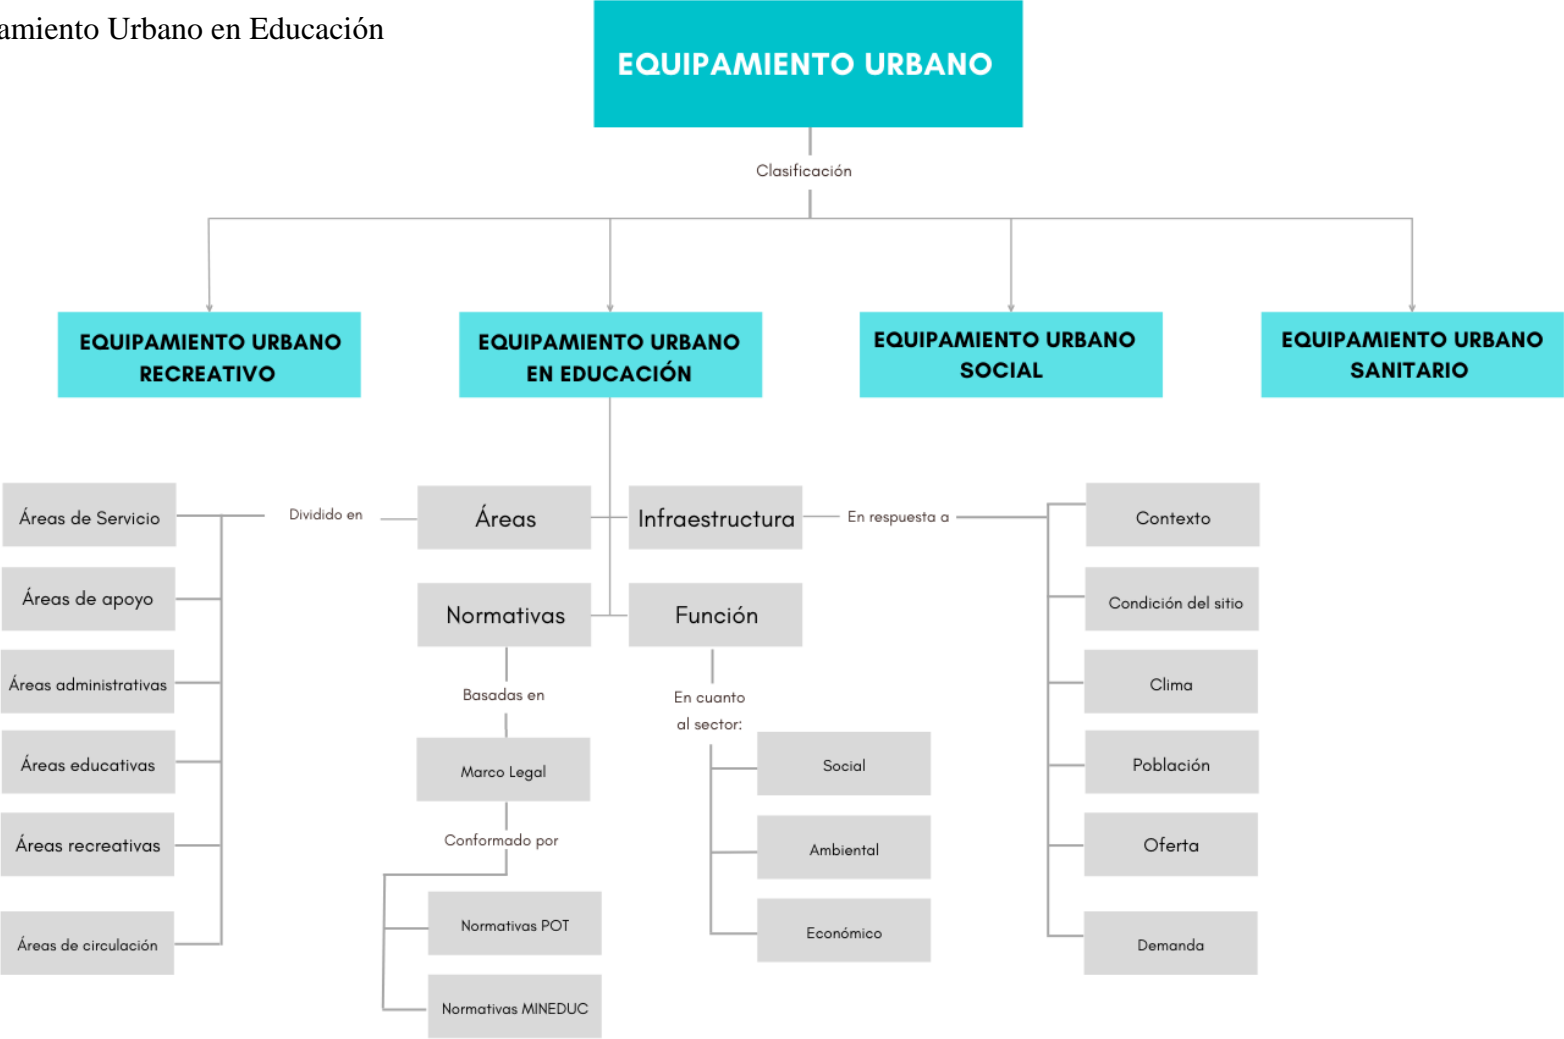 amiento Urbano en Educación
EQUIPAMIENTO URBANO
Clasificación
EQUIPAMIENTO URBANO
RECREATIVO
EQUIPAMIENTO URBANO
EN EDUCACIÓN
EQUIPAMIENTO URBANO
SOCIAL
EQUIPAMIENTO URBANO
SANITARIO
Áreas de Servicio
Áreas de apoyo
Áreas administrativas
Áreas educativas
Áreas recreativas
Áreas de circulación
Dividido en
Áreas
Infraestructura
En respuesta a
Normativas
Función
Basadas en
Marco Legal
Conformado por
Normativas POT
Normativas MINEDUC
En cuanto
al sector:
Social
Ambiental
Económico
Contexto
Condición del sitio
Clima
Población
Oferta
Demanda